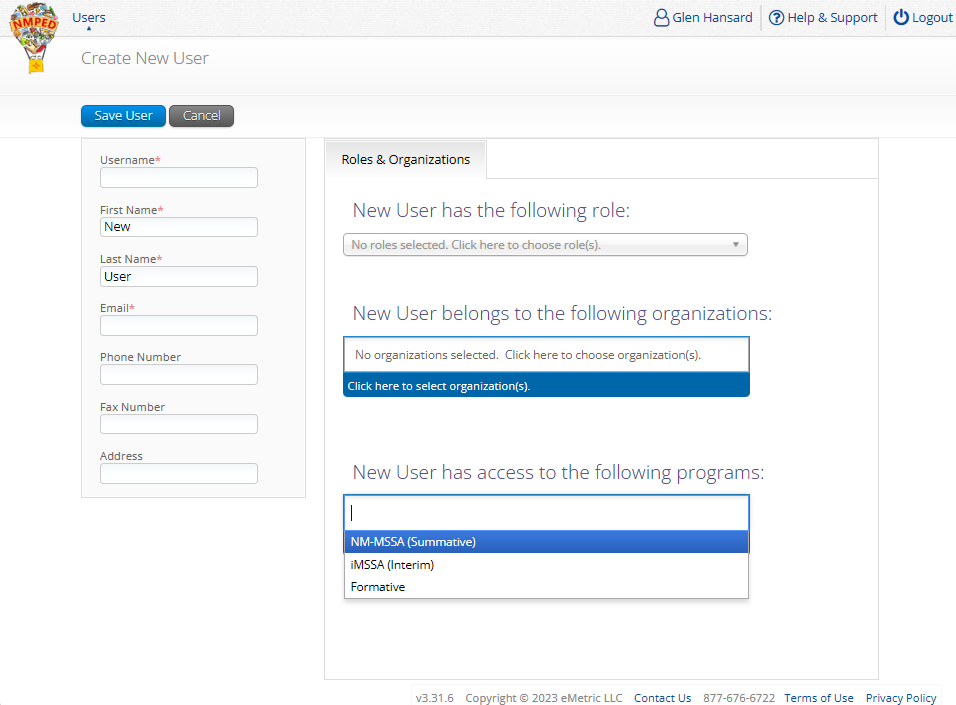 NMPED
Users
Glen Hansard
Help & Support
Logout
Create New User
Save User
Cancel
Username*
First Name*
New
Last Name*
User
Email*
Phone Number
Fax Number
Address
Roles & Organizations
New User has the following role:
No roles selected. Click here to choose role(s).
New User belongs to the following organizations:
No organizations selected. Click here to choose organization(s).
Click here to select organization(s).
New User has access to the following programs:
NM-MSSA (Summative)
iMSSA (Interim)
Formative
v3.31.6 Copyright © 2023 eMetric LLC Contact Us 877-676-6722 Terms of Use Privacy Policy